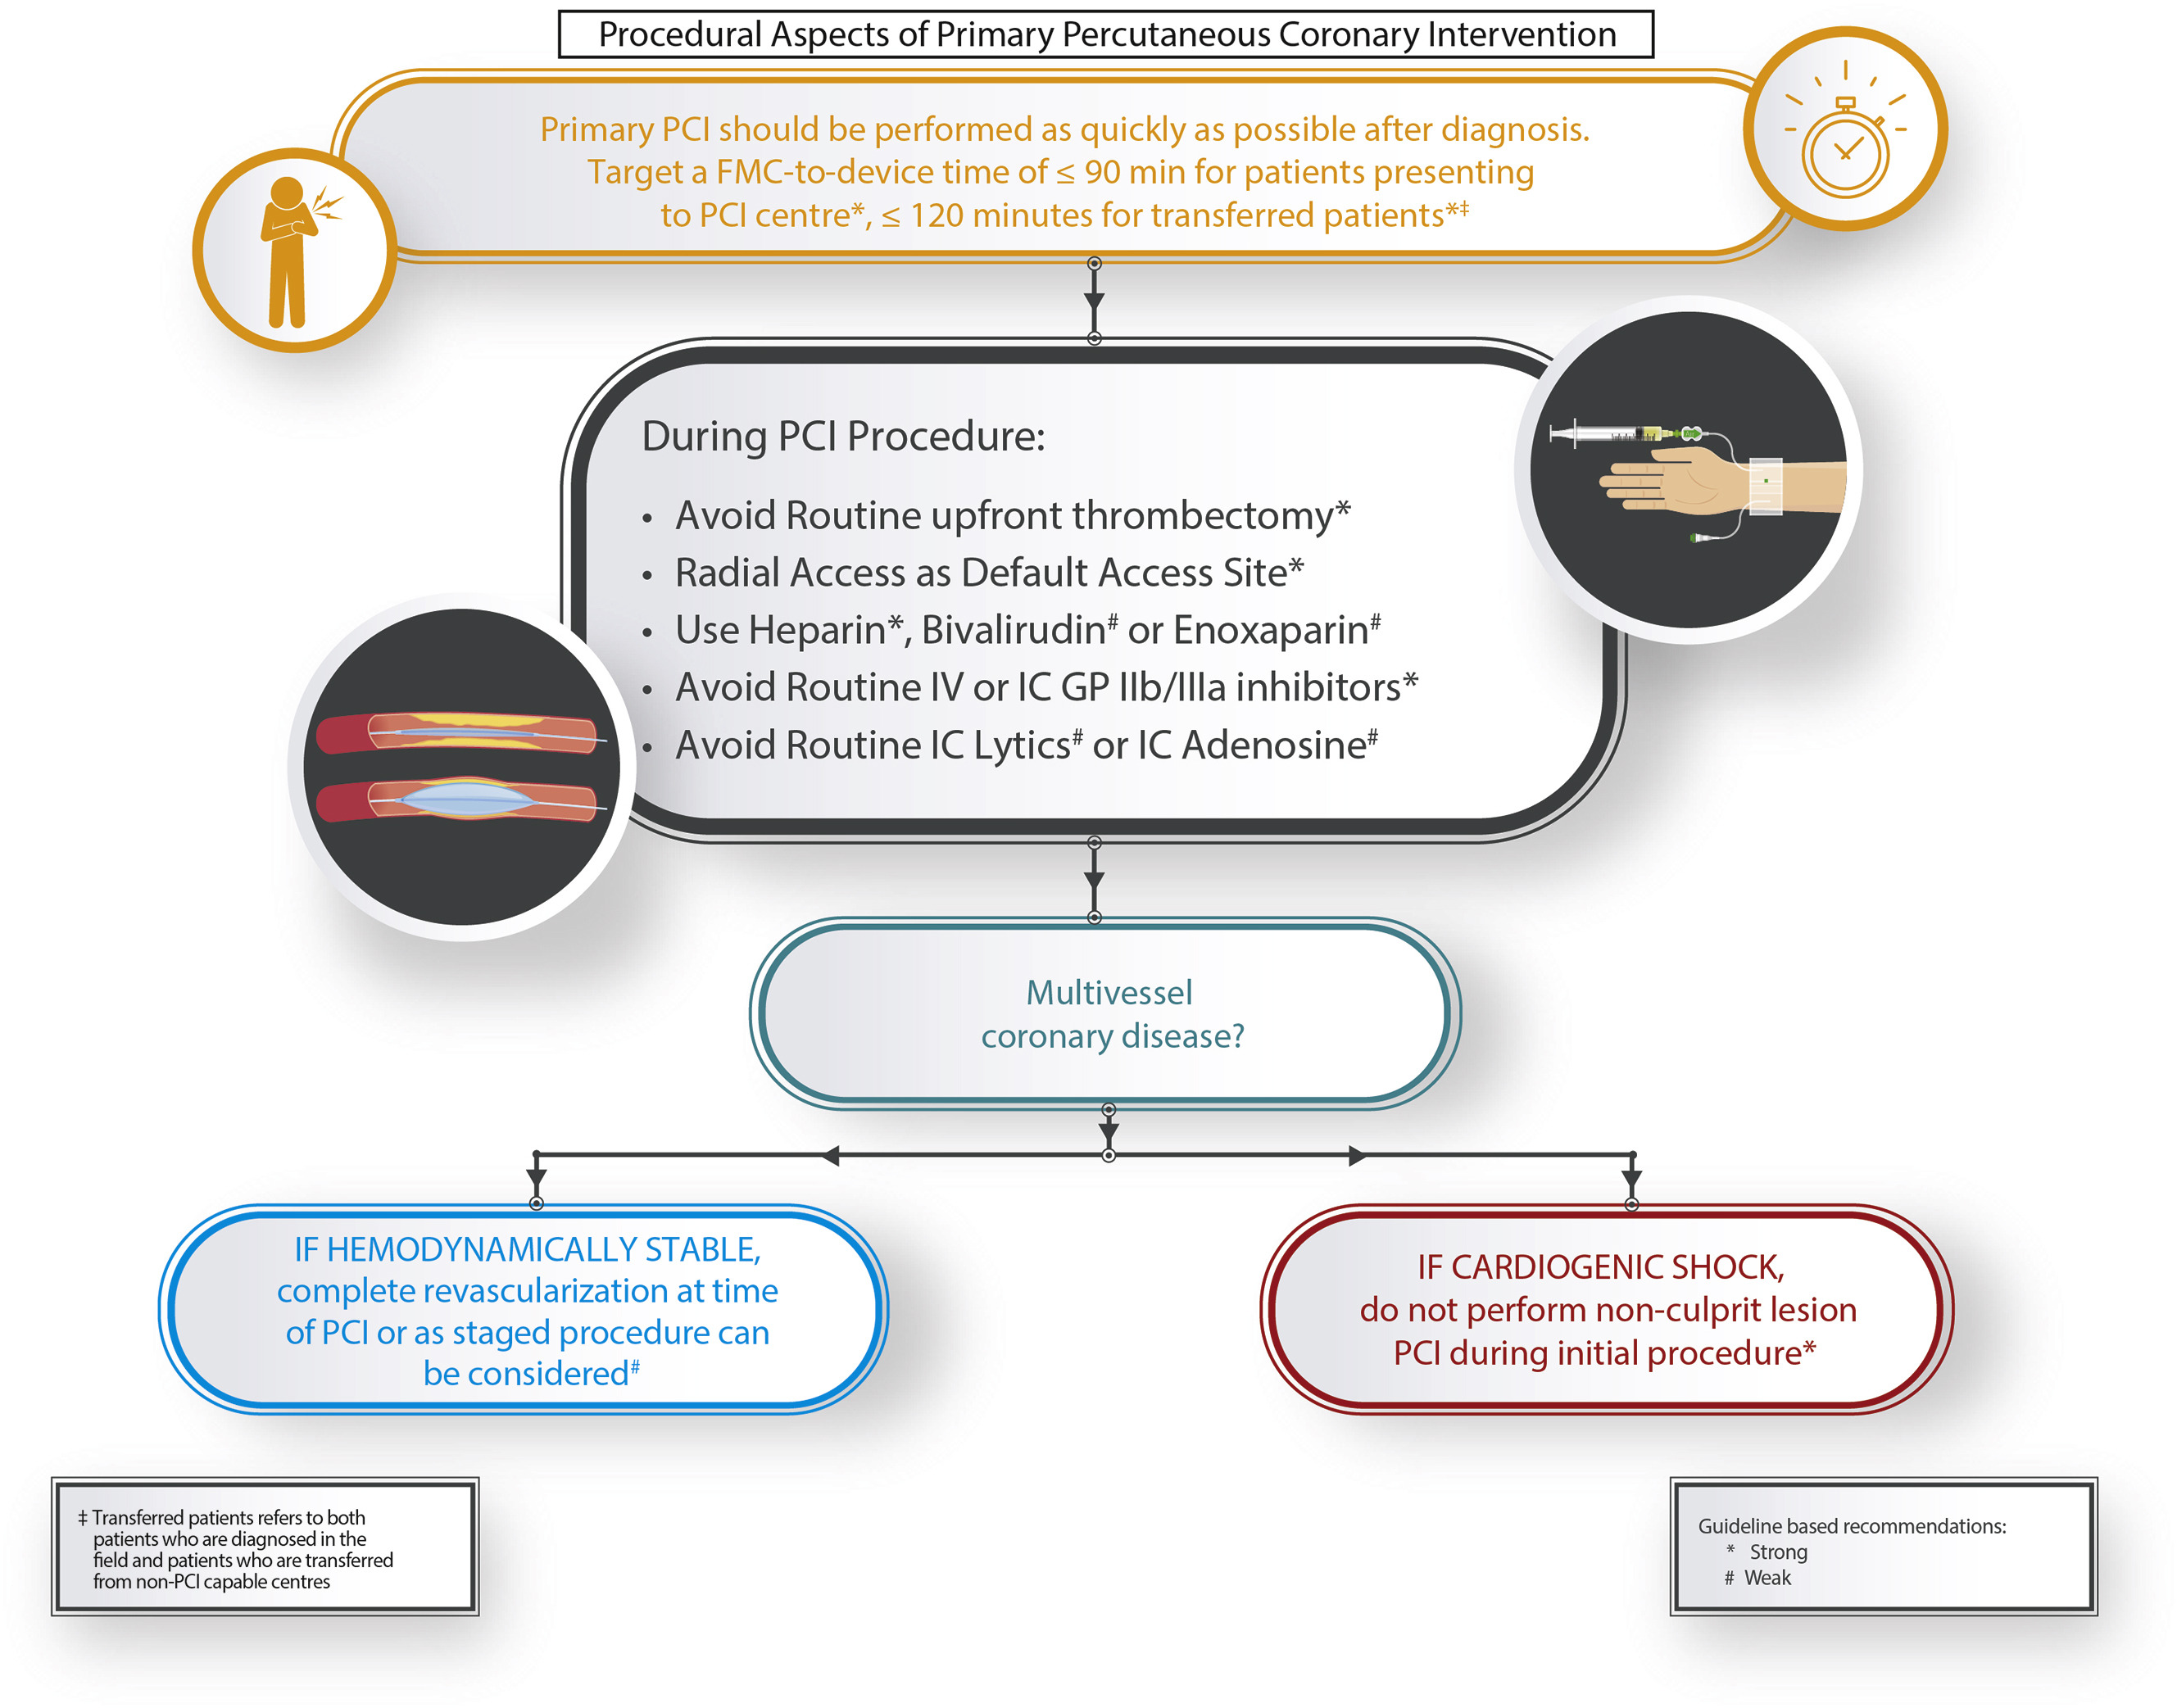 Procedural Aspects of Primary Percutaneous Coronary Intervention
Primary PCI should be performed as quickly as possible after diagnosis.
Target a FMC-to-device time of ≤ 90 min for patients presenting
to PCI centre*, ≤ 120 minutes for transferred patients*‡
During PCI Procedure:
• Avoid Routine upfront thrombectomy*
• Radial Access as Default Access Site*
• Use Heparin*, Bivalirudin# or Enoxaparin#
• Avoid Routine IV or IC GP IIb/IIIa inhibitors*
• Avoid Routine IC Lytics# or IC Adenosine#
Multivessel
coronary disease?
IF HEMODYNAMICALLY STABLE,
complete revascularization at time
of PCI or as staged procedure can
be considered#
IF CARDIOGENIC SHOCK,
do not perform non-culprit lesion
PCI during initial procedure*
‡ Transferred patients refers to both
patients who are diagnosed in the
field and patients who are transferred
from non-PCI capable centres
Guideline based recommendations:
* Strong
# Weak